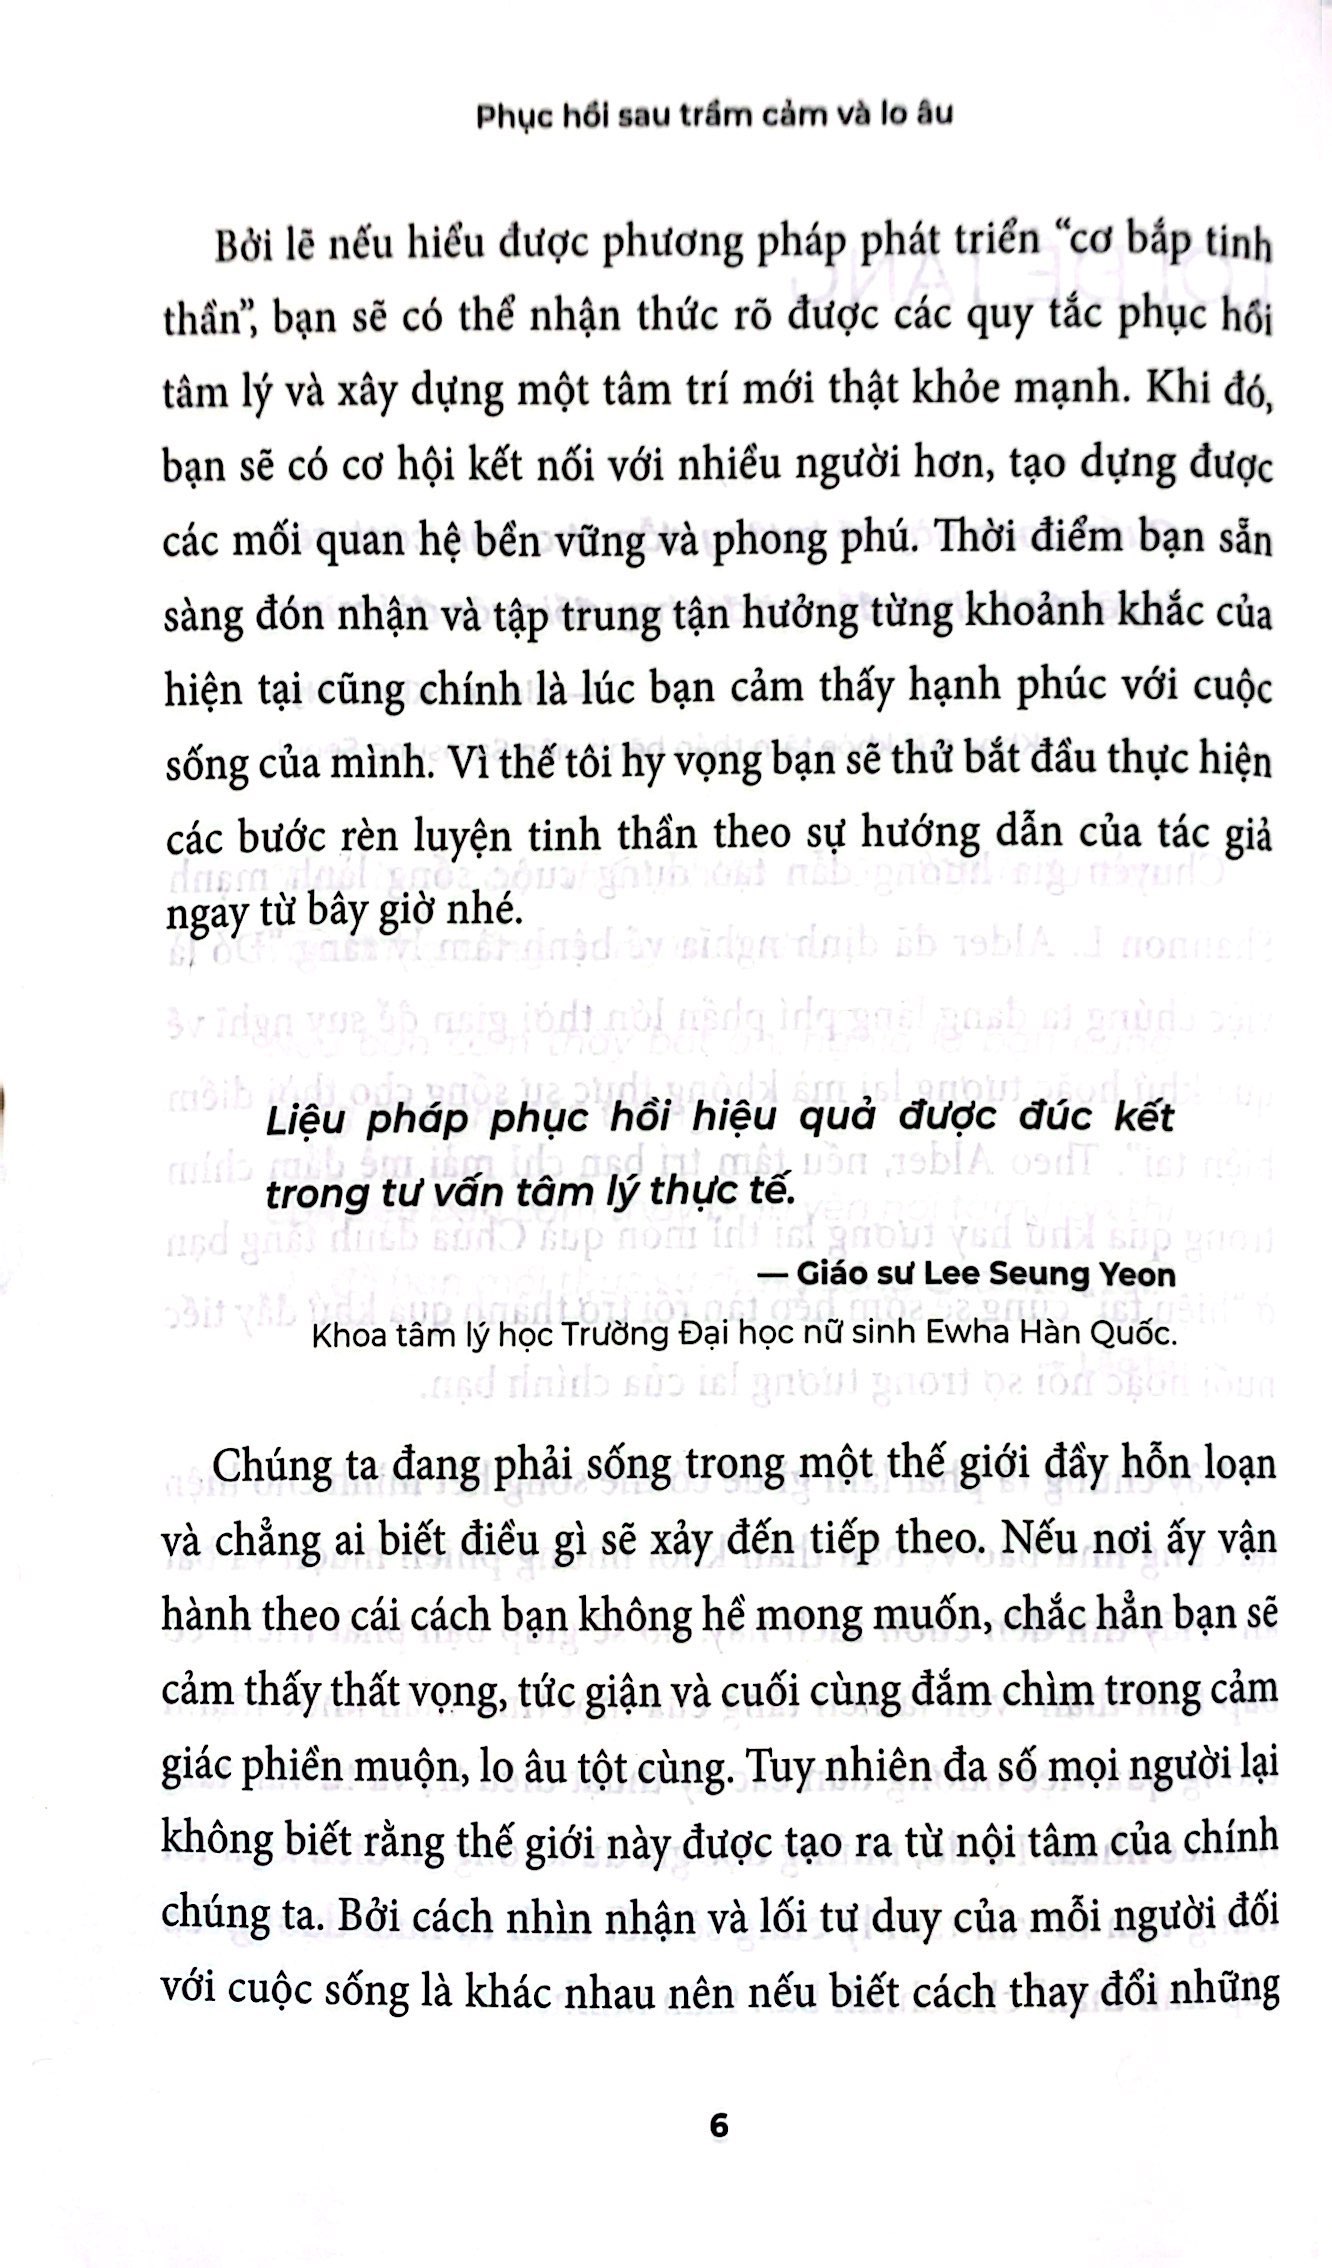 Phục hồi sau trầm cảm và lo âu
Bởi lẽ nếu hiểu được phương pháp phát triển “cơ bắp tinh
thần”, bạn sẽ có thể nhận thức rõ được các quy tắc phục hồi
tâm lý và xây dựng một tâm trí mới thật khỏe mạnh. Khi đó,
bạn sẽ có cơ hội kết nối với nhiều người hơn, tạo dựng được
các mối quan hệ bền vững và phong phú. Thời điểm bạn sẵn
sàng đón nhận và tập trung tận hưởng từng khoảnh khắc của
hiện tại cũng chính là lúc bạn cảm thấy hạnh phúc với cuộc
sống của mình. Vì thế tôi hy vọng bạn sẽ thử bắt đầu thực hiện
các bước rèn luyện tinh thần theo sự hướng dẫn của tác giả
ngay từ bây giờ nhé.
Liệu pháp phục hồi hiệu quả được đúc kết
trong tư vấn tâm lý thực tế.
— Giáo sư Lee Seung Yeon
Khoa tâm lý học Trường Đại học nữ sinh Ewha Hàn Quốc.
Chúng ta đang phải sống trong một thế giới đầy hỗn loạn
và chẳng ai biết điều gì sẽ xảy đến tiếp theo. Nếu nơi ấy vận
hành theo cái cách bạn không hề mong muốn, chắc hẳn bạn sẽ
cảm thấy thất vọng, tức giận và cuối cùng đắm chìm trong cảm
giác phiền muộn, lo âu tột cùng. Tuy nhiên đa số mọi người lại
không biết rằng thế giới này được tạo ra từ nội tâm của chính
chúng ta. Bởi cách nhìn nhận và lối tư duy của mỗi người đối
với cuộc sống là khác nhau nên nếu biết cách thay đổi những
6